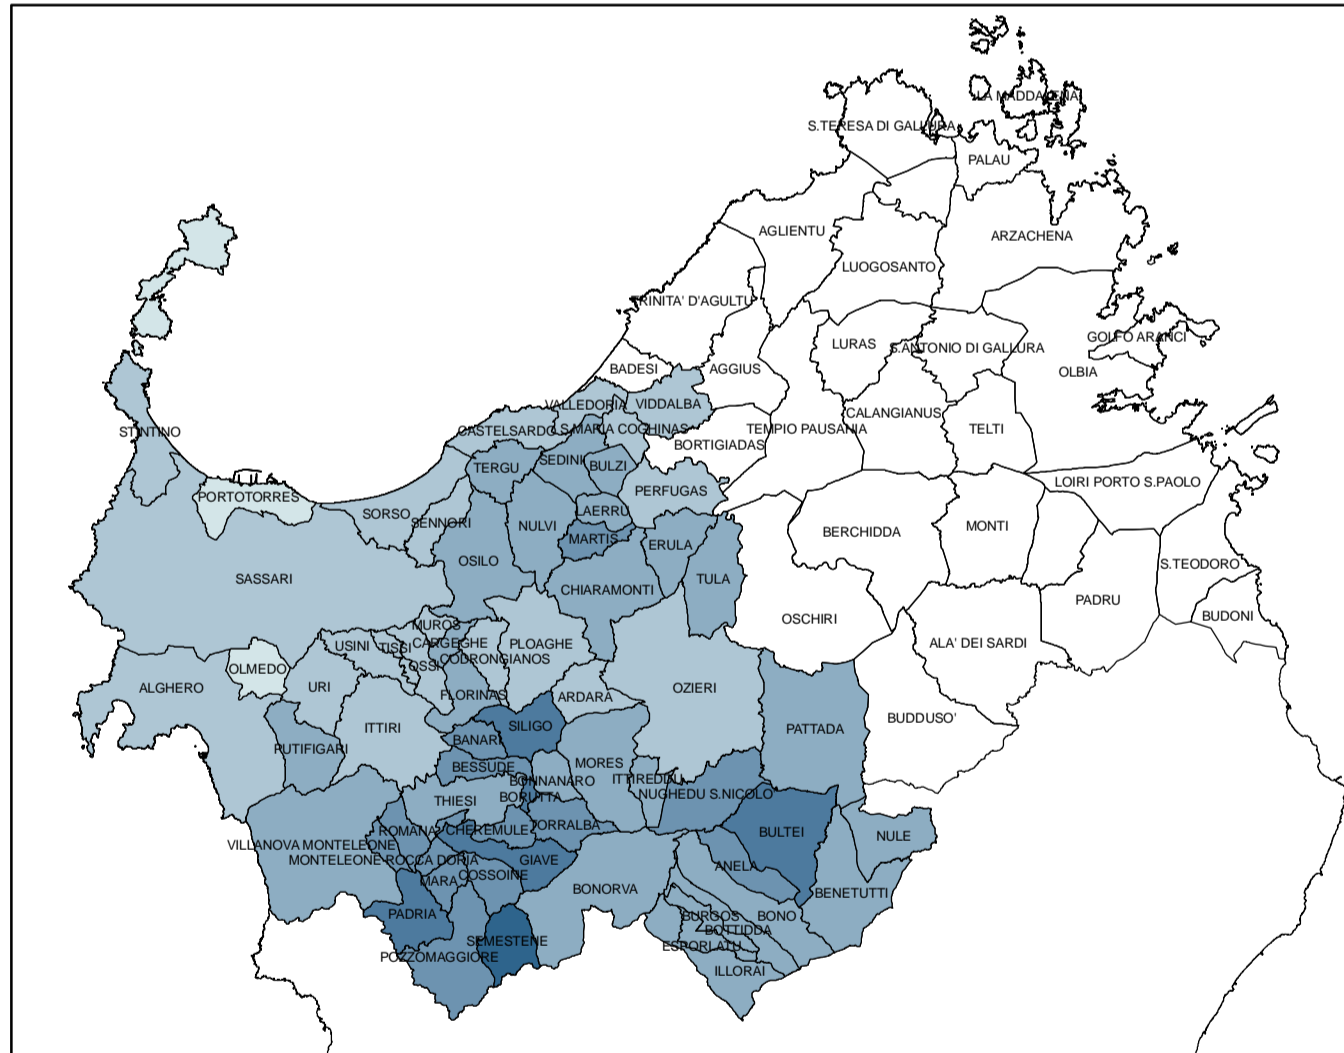 LA MADDALENA
S.TERESA DI GALLURA
PALAU
AGLIENTU
ARZACHENA
LUOGOSANTO
TRINITA' D'AGULTU
GOLFO ARANCI
LURAS
S.ANTONIO DI GALLURA
BADESI
AGGIUS
OLBIA
VALLEDORIA
VIDDALBA
CALANGIANUS
STINTINO
CASTELSARDO
S.MARIA COGHINAS
TEMPIO PAUSANIA
TELTI
BORTIGIADAS
SEDINI
BULZI
TERGU
LOIRI PORTO S.PAOLO
PORTOTORRES
PERFUGAS
SORSO
SENNORI
NULVI
LAERRU
BERCHIDDA
MONTI
MARTIS
ERULA
OSILO
S.TEODORO
SASSARI
CHIARAMONTI
TULA
PADRU
OSCHIRI
BUDONI
MUROS
USINI
TISSI
CARGEGHE
PLOAGHE
ALA' DEI SARDI
CODRONGIANOS
OSSI
OLMEDO
ALGHERO
URI
FLORINAS
ARDARA
OZIERI
BUDDUSO'
ITTIRI
SILIGO
PATTADA
BANARI
PUTIFIGARI
BESSUDE
MORES
BONNANARO
ITTIREDDU
NUGHEDU S.NICOLO
THIESI
BORUTTA
ROMANA
CHEREMULE
TORRALBA
BULTEI
NULE
VILLANOVA MONTELEONE
MONTELEONE ROCCA DORIA
GIAVE
ANELA
COSSOINE
MARA
BONORVA
BENETUTTI
PADRIA
BURGOS
BONO
BOTTIDDA
SEMESTENE
ESPORLATU
POZZOMAGGIORE
ILLORAI